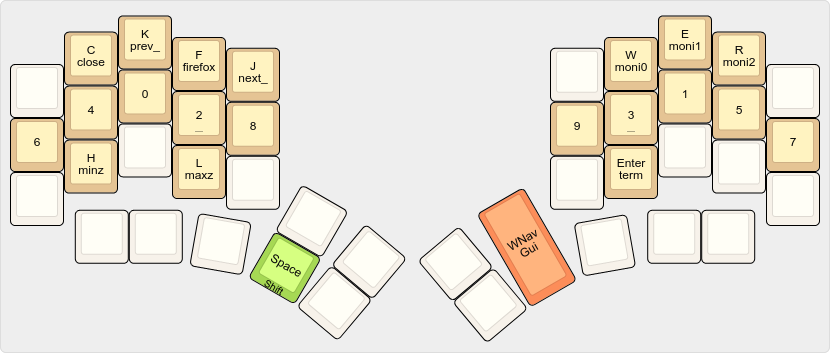 K
prev_
C
close
F
firefox
J
next_
4
0
2
_
8
6
H
minz
L
maxz
Space
Shift
E
moni1
W
moni0
R
moni2
9
3
_
1
5
7
Enter
term
WNav
Gui